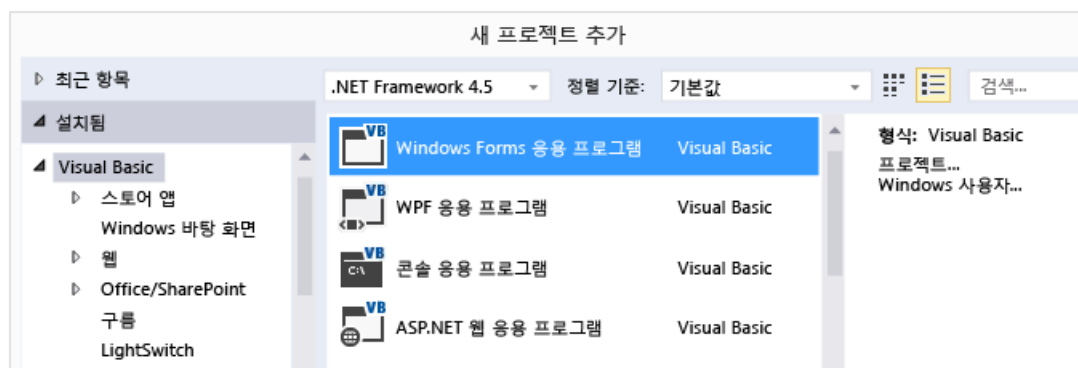 새 프로젝트 추가
최근 항목
.NET Framework 4.5
정렬 기준:
기본값
검색...
설치됨
Visual Basic
스토어 앱
Windows 바탕 화면
웹
Office/SharePoint
구름
LightSwitch
VB
Windows Forms 응용 프로그램
Visual Basic
VB
WPF 응용 프로그램
Visual Basic
VB
C:\
콘솔 응용 프로그램
Visual Basic
VB
ASP.NET 웹 응용 프로그램
Visual Basic
형식: Visual Basic
프로젝트...
Windows 사용자...